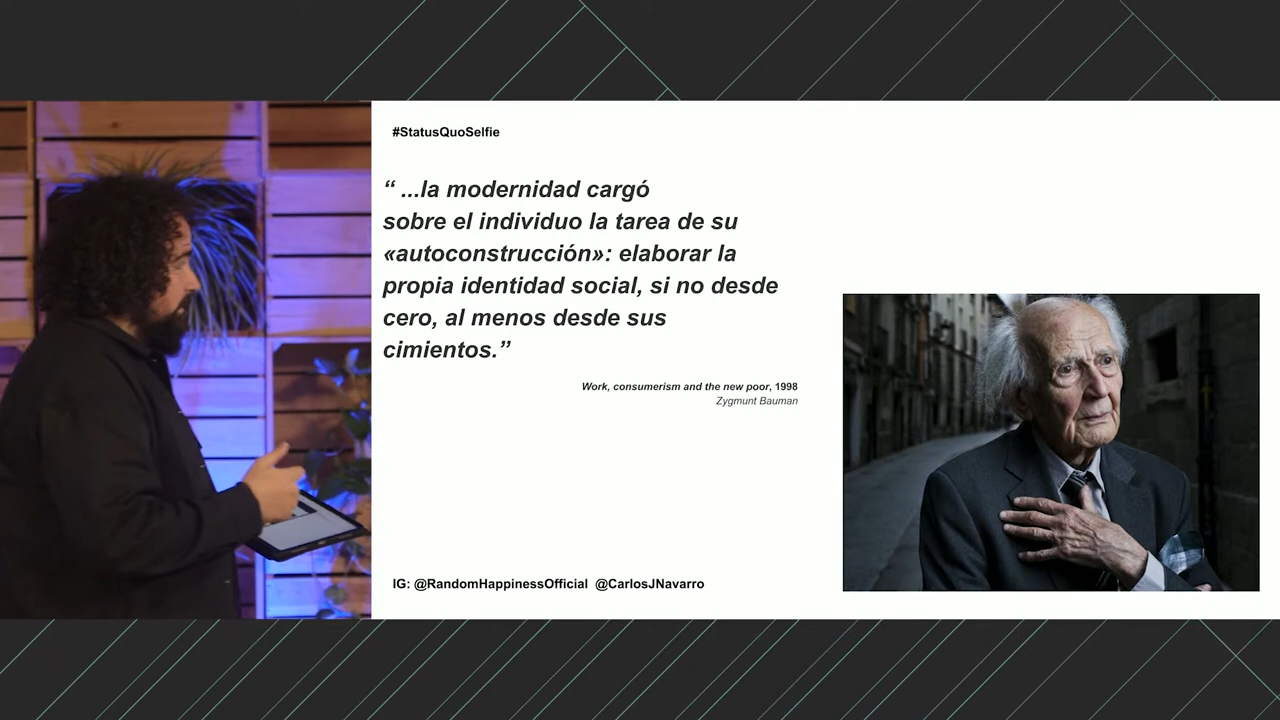 #StatusQuoSelfie
“ ...la modernidad cargó
sobre el individuo la tarea de su
«autoconstrucción»: elaborar la
propia identidad social, si no desde
cero, al menos desde sus
cimientos.”
Work, consumerism and the new poor, 1998
Zygmunt Bauman
IG: @RandomHappinessOfficial @CarlosJNavarro